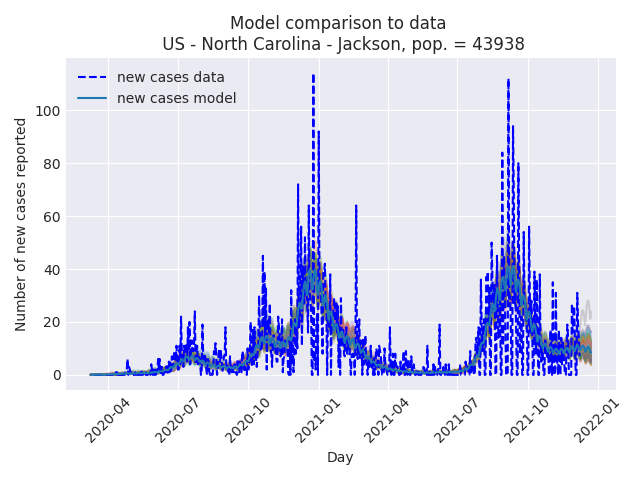 Model comparison to data
US - North Carolina - Jackson, pop. = 43938
new cases data
new cases model
Number of new cases reported
100
80
60
40
20
0
2020-04
2020-07
2020-10
2021-01
2021-04
2021-07
2021-10
2022-01
Day